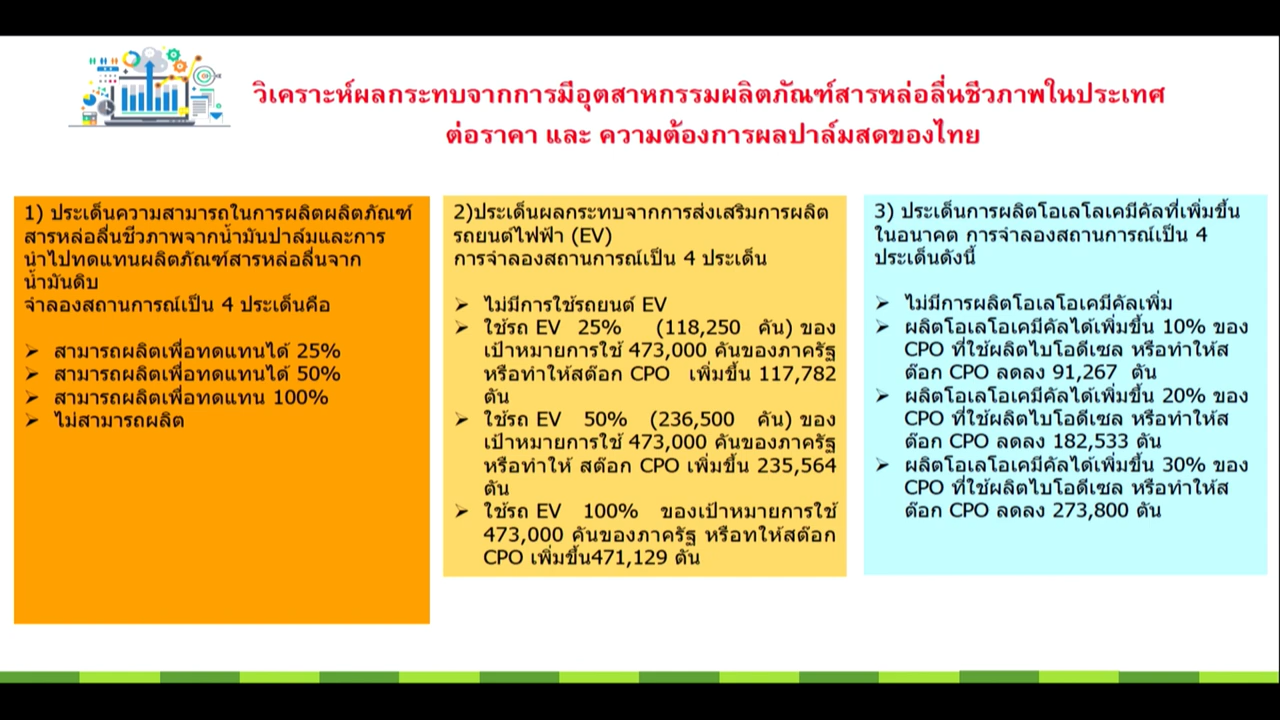 วิเคราะห์ผลกระทบจากการมีอุตสาหกรรมผลิตภัณฑ์สารหล่อลื่นชีวภาพในประเทศ
ต่อราคา และ ความต้องการผลปาล์มสดของไทย
1) ประเด็นความสามารถในการผลิตผลิตภัณฑ์
สารหล่อลื่นชีวภาพจากน้ำมันปาล์มและการ
นำไปทดแทนผลิตภัณฑ์สารหล่อลื่นจาก
น้ำมันดิบ
จำลองสถานการณ์เป็น 4 ประเด็นคือ
➢ สามารถผลิตเพื่อทดแทนได้ 25%
➢ สามารถผลิตเพื่อทดแทนได้ 50%
➢ สามารถผลิตเพื่อทดแทน 100%
➢ ไม่สามารถผลิต
2)ประเด็นผลกระทบจากการส่งเสริมการผลิต
รถยนต์ไฟฟ้า (EV)
การจำลองสถานการณ์เป็น 4 ประเด็น
➢ ไม่มีการใช้รถยนต์ EV
➢ ใช้รถ EV 25% (118,250 คัน) ของ
เป้าหมายการใช้ 473,000 คันของภาครัฐ
หรือทำให้สต๊อก CPO เพิ่มขึ้น 117,782
ตัน
➢ ใช้รถ EV 50% (236,500 คัน) ของ
เป้าหมายการใช้ 473,000 คันของภาครัฐ
หรือทำให้ สต๊อก CPO เพิ่มขึ้น 235,564
ตัน
➢ ใช้รถ EV 100% ของเป้าหมายการใช้
473,000 คันของภาครัฐ หรือทให้สต๊อก
CPO เพิ่มขึ้น471,129 ตัน
3) ประเด็นการผลิตโอเลโลเคมีคัลที่เพิ่มขึ้น
ในอนาคต การจำลองสถานการณ์เป็น 4
ประเด็นดังนี้
➢ ไม่มีการผลิตโอเลโอเคมีคัลเพิ่ม
➢ ผลิตโอเลโอเคมีคัลได้เพิ่มขึ้น 10% ของ
CPO ที่ใช้ผลิตไบโอดีเซล หรือทำให้ส
ต๊อก CPO ลดลง 91,267 ตัน
➢ ผลิตโอเลโอเคมีคัลได้เพิ่มขึ้น 20% ของ
CPO ที่ใช้ผลิตไบโอดีเซล หรือทำให้ส
ต๊อก CPO ลดลง 182,533 ตัน
➢ ผลิตโอเลโอเคมีคัลได้เพิ่มขึ้น 30% ของ
CPO ที่ใช้ผลิตไบโอดีเซล หรือทำให้ส
ต๊อก CPO ลดลง 273,800 ตัน